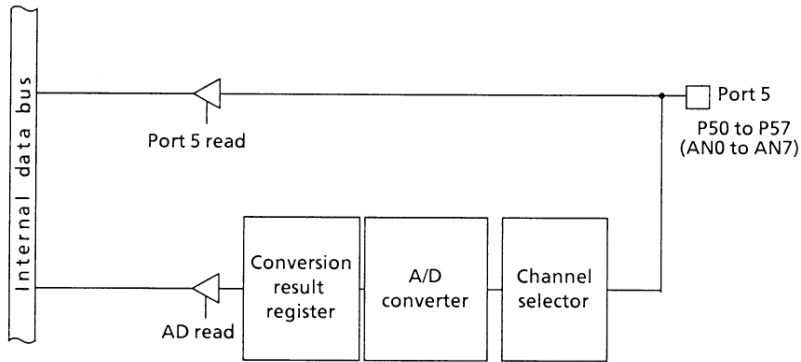 Internal data bus
Port 5 read
Port 5
P50 to P57
(AN0 to AN7)
Conversion
result
register
A/D
converter
Channel
selector
AD read